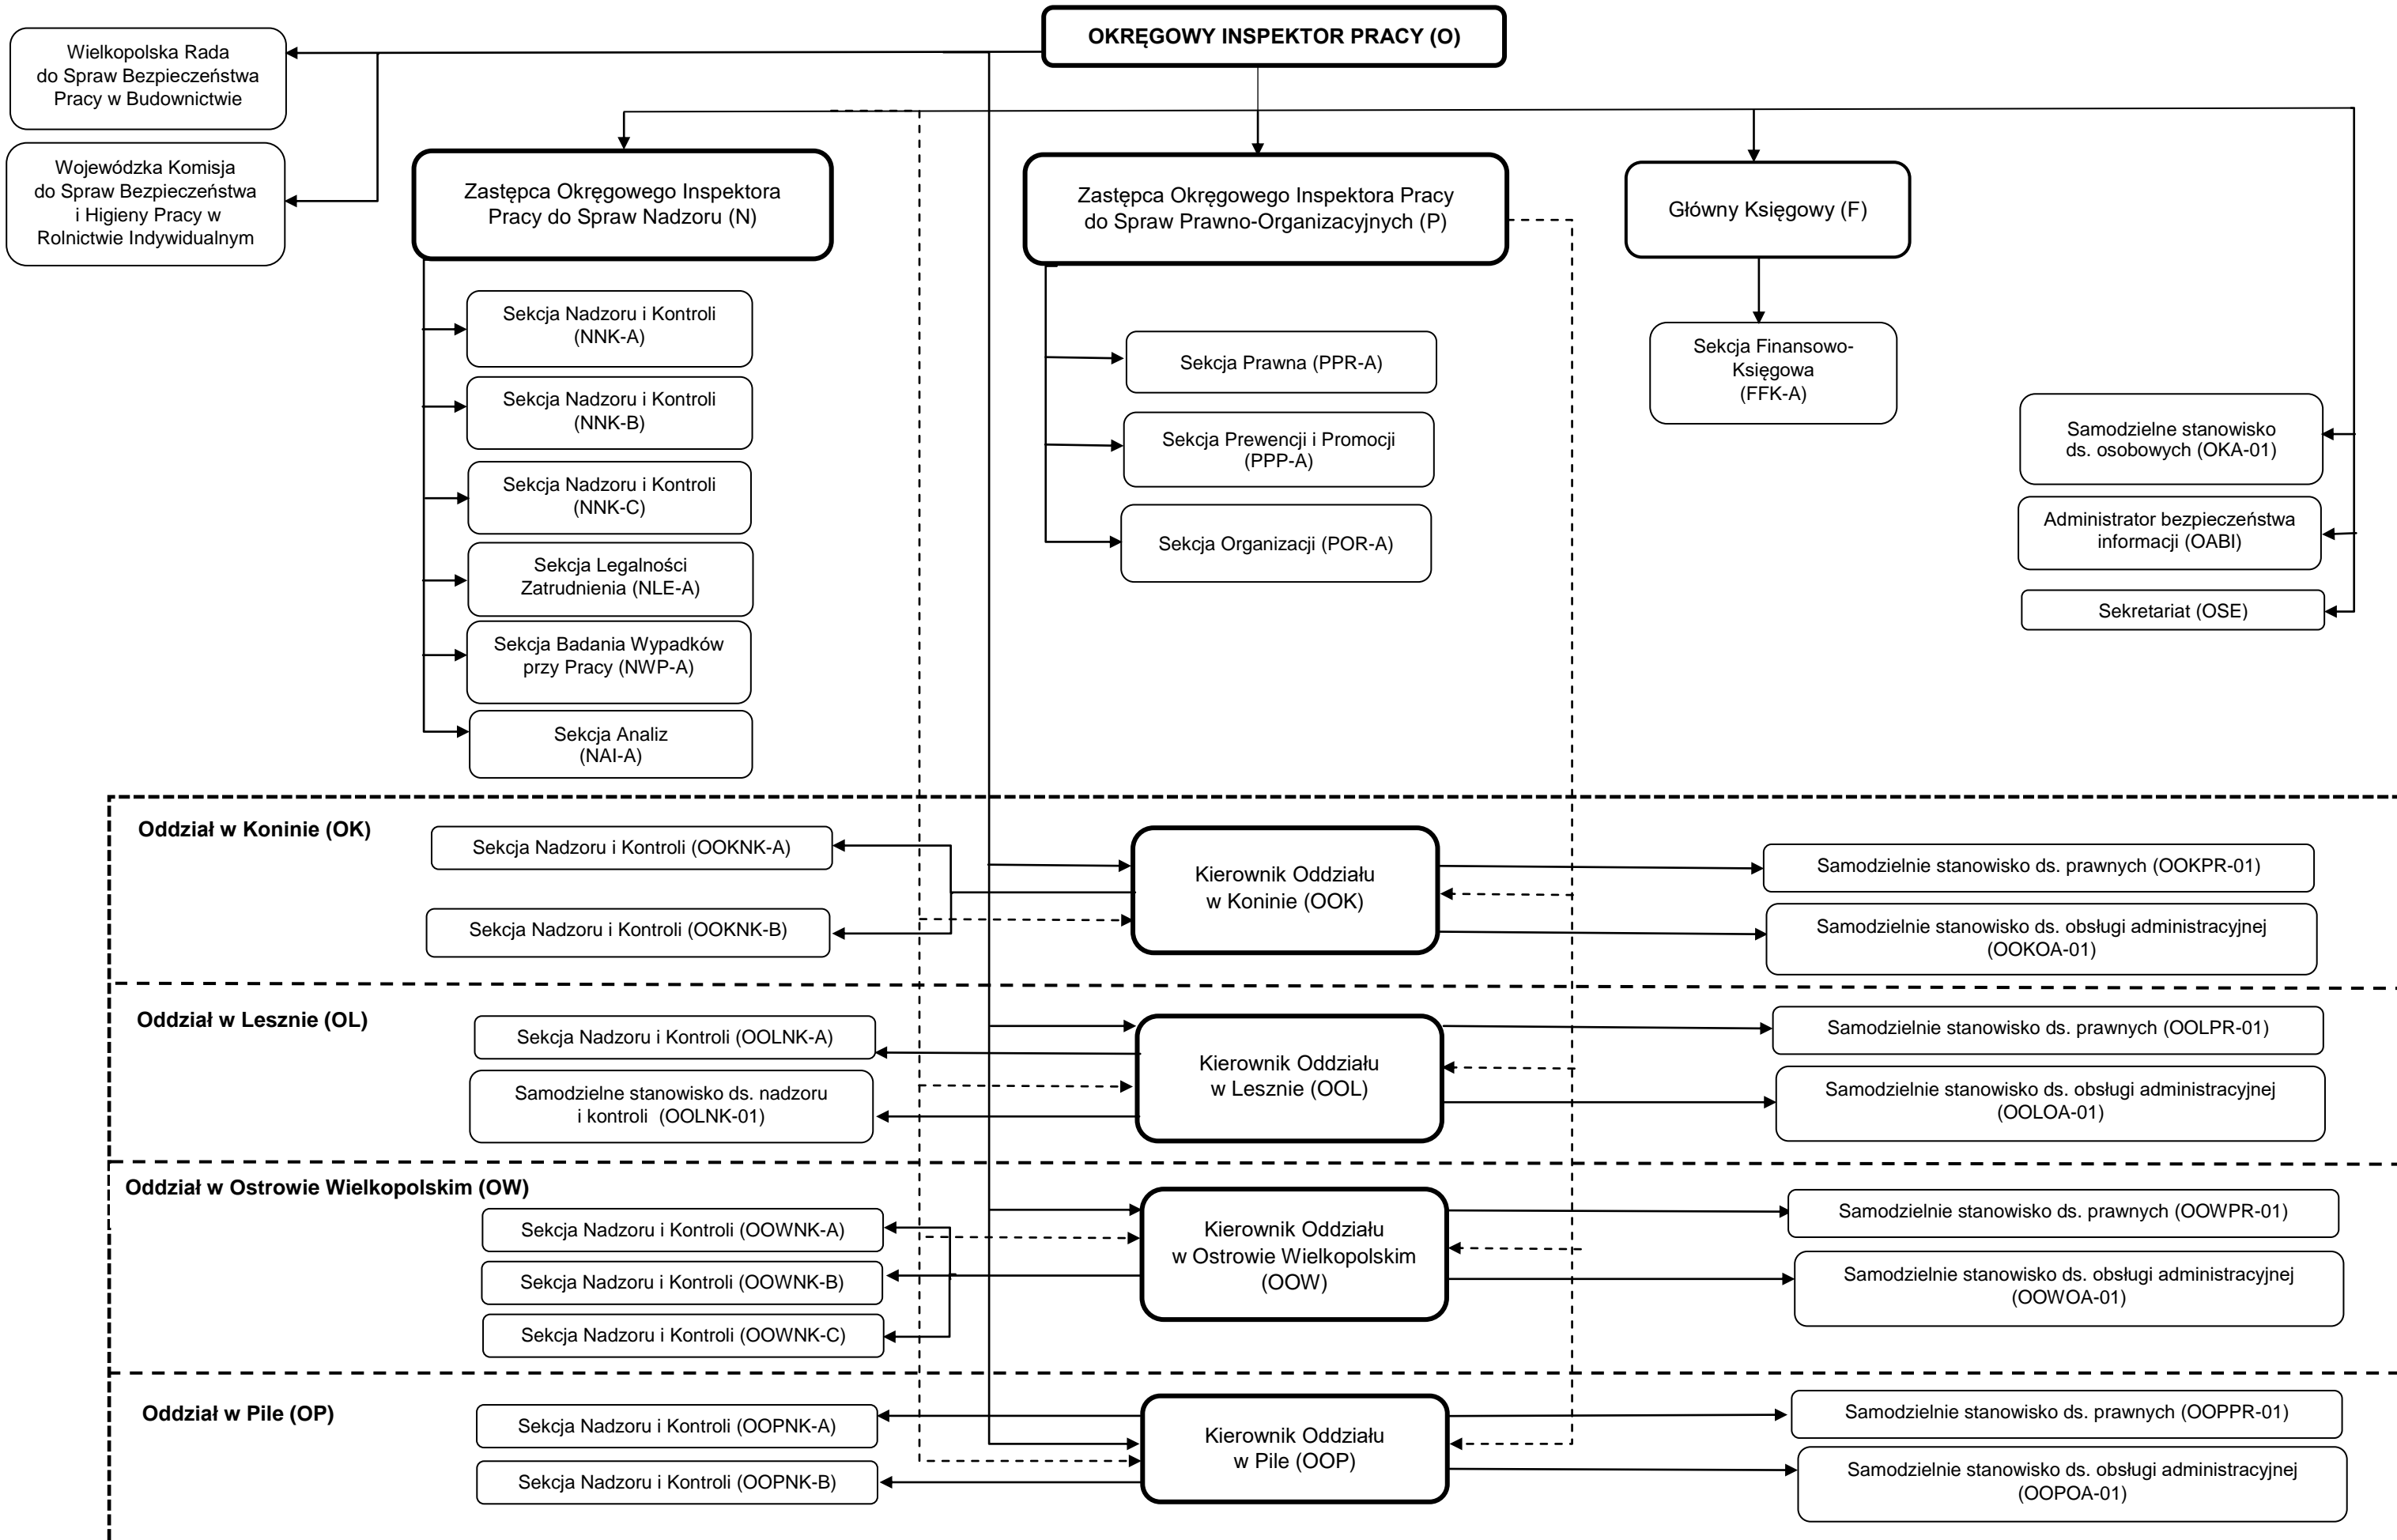 OKRĘGOWY INSPEKTOR PRACY (O)
Wielkopolska Rada
do Spraw Bezpieczeństwa
Pracy w Budownictwie
Wojewódzka Komisja
do Spraw Bezpieczeństwa
i Higieny Pracy w
Rolnictwie Indywidualnym
Zastępca Okręgowego Inspektora
Pracy do Spraw Nadzoru (N)
Zastępca Okręgowego Inspektora Pracy
do Spraw Prawno-Organizacyjnych (P)
Główny Księgowy (F)
Sekcja Nadzoru i Kontroli
(NNK-A)
Sekcja Nadzoru i Kontroli
(NNK-B)
Sekcja Nadzoru i Kontroli
(NNK-C)
Sekcja Legalności
Zatrudnienia (NLE-A)
Sekcja Badania Wypadków
przy Pracy (NWP-A)
Sekcja Analiz
(NAI-A)
Sekcja Prawna (PPR-A)
Sekcja Prewencji i Promocji
(PPP-A)
Sekcja Organizacji (POR-A)
Sekcja Finansowo-
Księgowa
(FFK-A)
Samodzielne stanowisko
ds. osobowych (OKA-01)
Administrator bezpieczeństwa
informacji (OABI)
Sekretariat (OSE)
Oddział w Koninie (OK)
Sekcja Nadzoru i Kontroli (OOKNK-A)
Sekcja Nadzoru i Kontroli (OOKNK-B)
Kierownik Oddziału
w Koninie (OOK)
Samodzielnie stanowisko ds. prawnych (OOKPR-01)
Samodzielnie stanowisko ds. obsługi administracyjnej
(OOKOA-01)
Oddział w Lesznie (OL)
Sekcja Nadzoru i Kontroli (OOLNK-A)
Samodzielne stanowisko ds. nadzoru
i kontroli  (OOLNK-01)
Kierownik Oddziału
w Lesznie (OOL)
Samodzielnie stanowisko ds. prawnych (OOLPR-01)
Samodzielnie stanowisko ds. obsługi administracyjnej
(OOLOA-01)
Oddział w Ostrowie Wielkopolskim (OW)
Sekcja Nadzoru i Kontroli (OOWNK-A)
Sekcja Nadzoru i Kontroli (OOWNK-B)
Sekcja Nadzoru i Kontroli (OOWNK-C)
Kierownik Oddziału
w Ostrowie Wielkopolskim
(OOW)
Samodzielnie stanowisko ds. prawnych (OOWPR-01)
Samodzielnie stanowisko ds. obsługi administracyjnej
(OOWOA-01)
Oddział w Pile (OP)
Sekcja Nadzoru i Kontroli (OOPNK-A)
Sekcja Nadzoru i Kontroli (OOPNK-B)
Kierownik Oddziału
w Pile (OOP)
Samodzielnie stanowisko ds. prawnych (OOPPR-01)
Samodzielnie stanowisko ds. obsługi administracyjnej
(OOPOA-01)